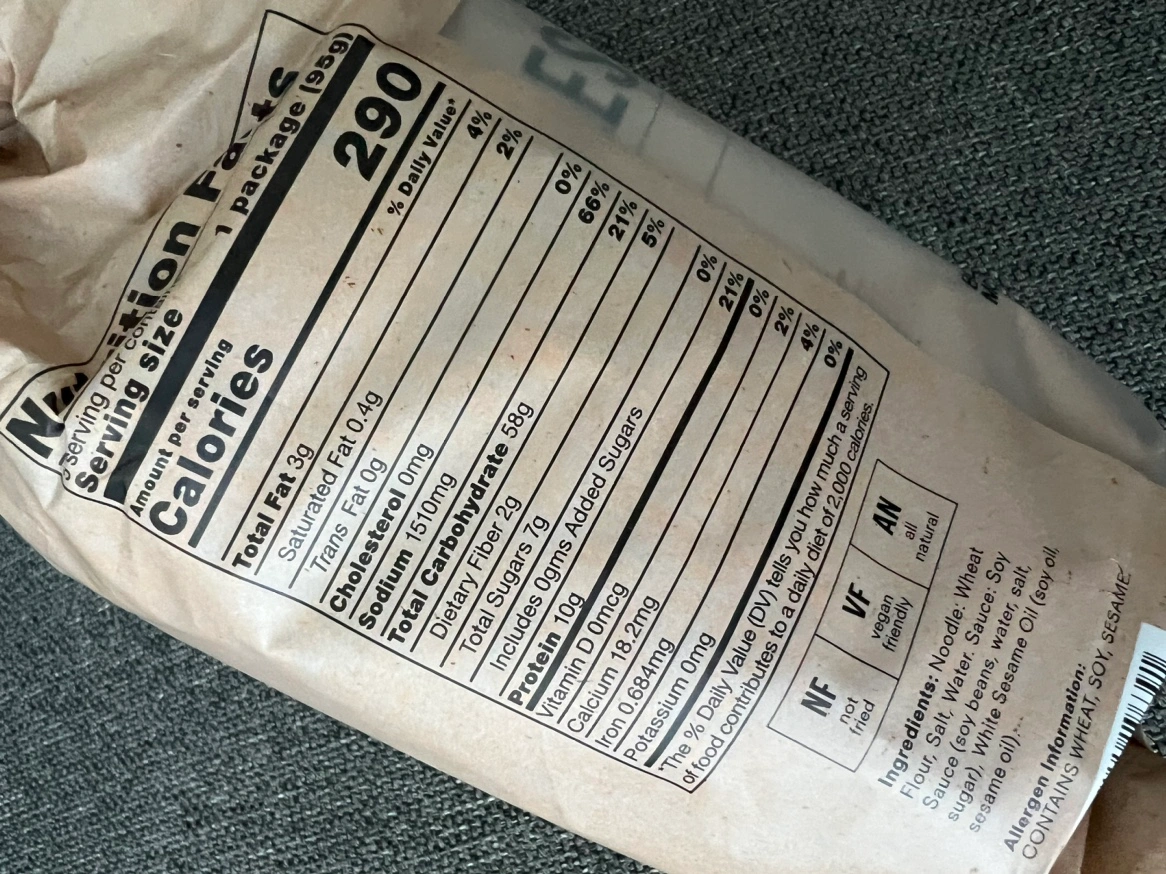 Nutrition Facts
serving per
Serving size 1 package (95g)
Amount per serving
Calories 290
% Daily Value*
Total Fat 3g 4%
Saturated Fat 0.4g 2%
Trans Fat 0g
Cholesterol 0mg 0%
Sodium 1510mg 66%
Total Carbohydrate 58g 21%
Dietary Fiber 2g 5%
Total Sugars 7g
Includes 0gms Added Sugars 0%
Protein 10g 21%
Vitamin D 0mcg 0%
Calcium 18.2mg 2%
Iron 0.684mg 4%
Potassium 0mg 0%
*The % Daily Value (DV) tells you how much a serving
of food contributes to a daily diet of 2,000 calories.
NF
not
fried
VF
vegan
friendly
AN
all
natural
Ingredients: Noodle: Wheat
Flour, Salt, Water. Sauce: Soy
Sauce (soy beans, water, salt,
sugar), White Sesame Oil (soy oil,
sesame oil).
Allergen Information:
CONTAINS WHEAT, SOY, SESAME.